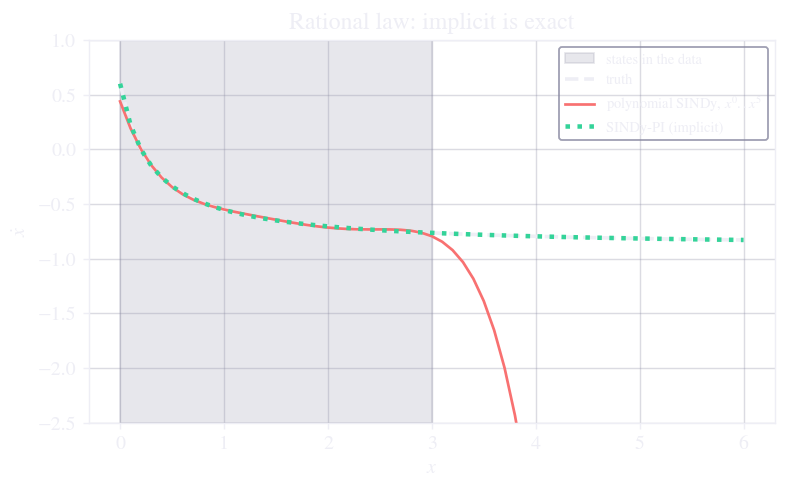 Rational law: implicit is exact
1.0
0.5
0.0
−0.5
−1.0
−1.5
−2.0
−2.5
ẋ
states in the data
truth
polynomial SINDy,
SINDy-PI (implicit)
0 1 2 3 4 5 6
x